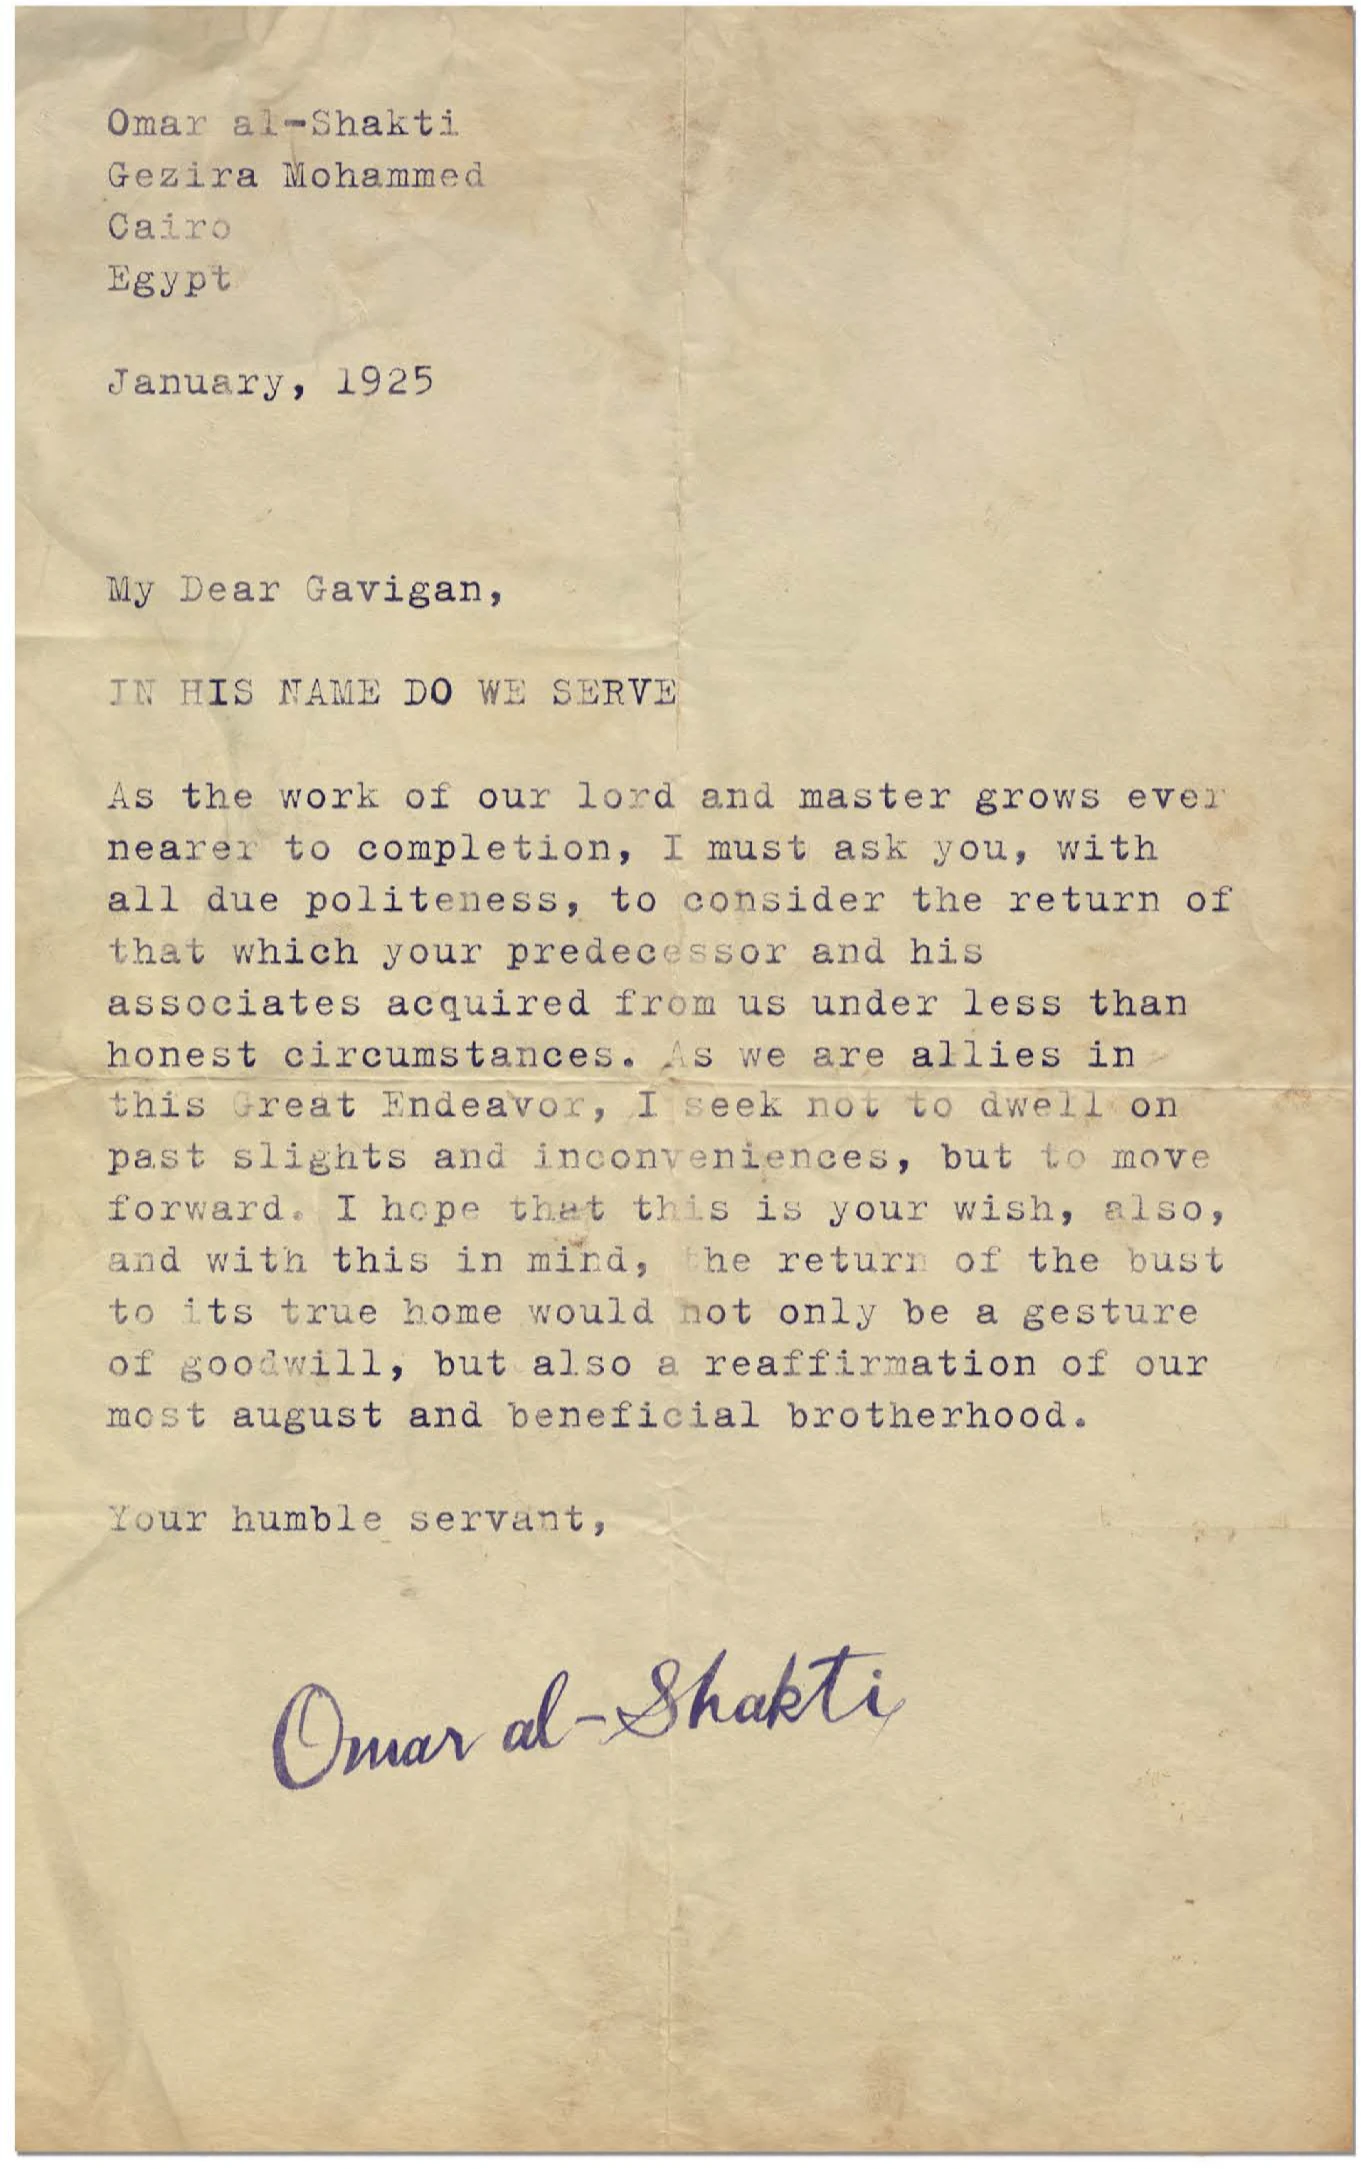 Omar al-Shakti
Gezira Mohammed
Cairo
Egypt
January, 1925
My Dear Gavigan,
IN HIS NAME DO WE SERVE
As the work of our lord and master grows ever
nearer to completion, I must ask you, with
all due politeness, to consider the return of
that which your predecessor and his
associates acquired from us under less than
honest circumstances. As we are allies in
this Great Endeavor, I seek not to dwell on
past slights and inconveniences, but to move
forward. I hope that this is your wish, also,
and with this in mind, the return of the bust
to its true home would not only be a gesture
of goodwill, but also a reaffirmation of our
most august and beneficial brotherhood.
Your humble servant,
Omar al-Shakti